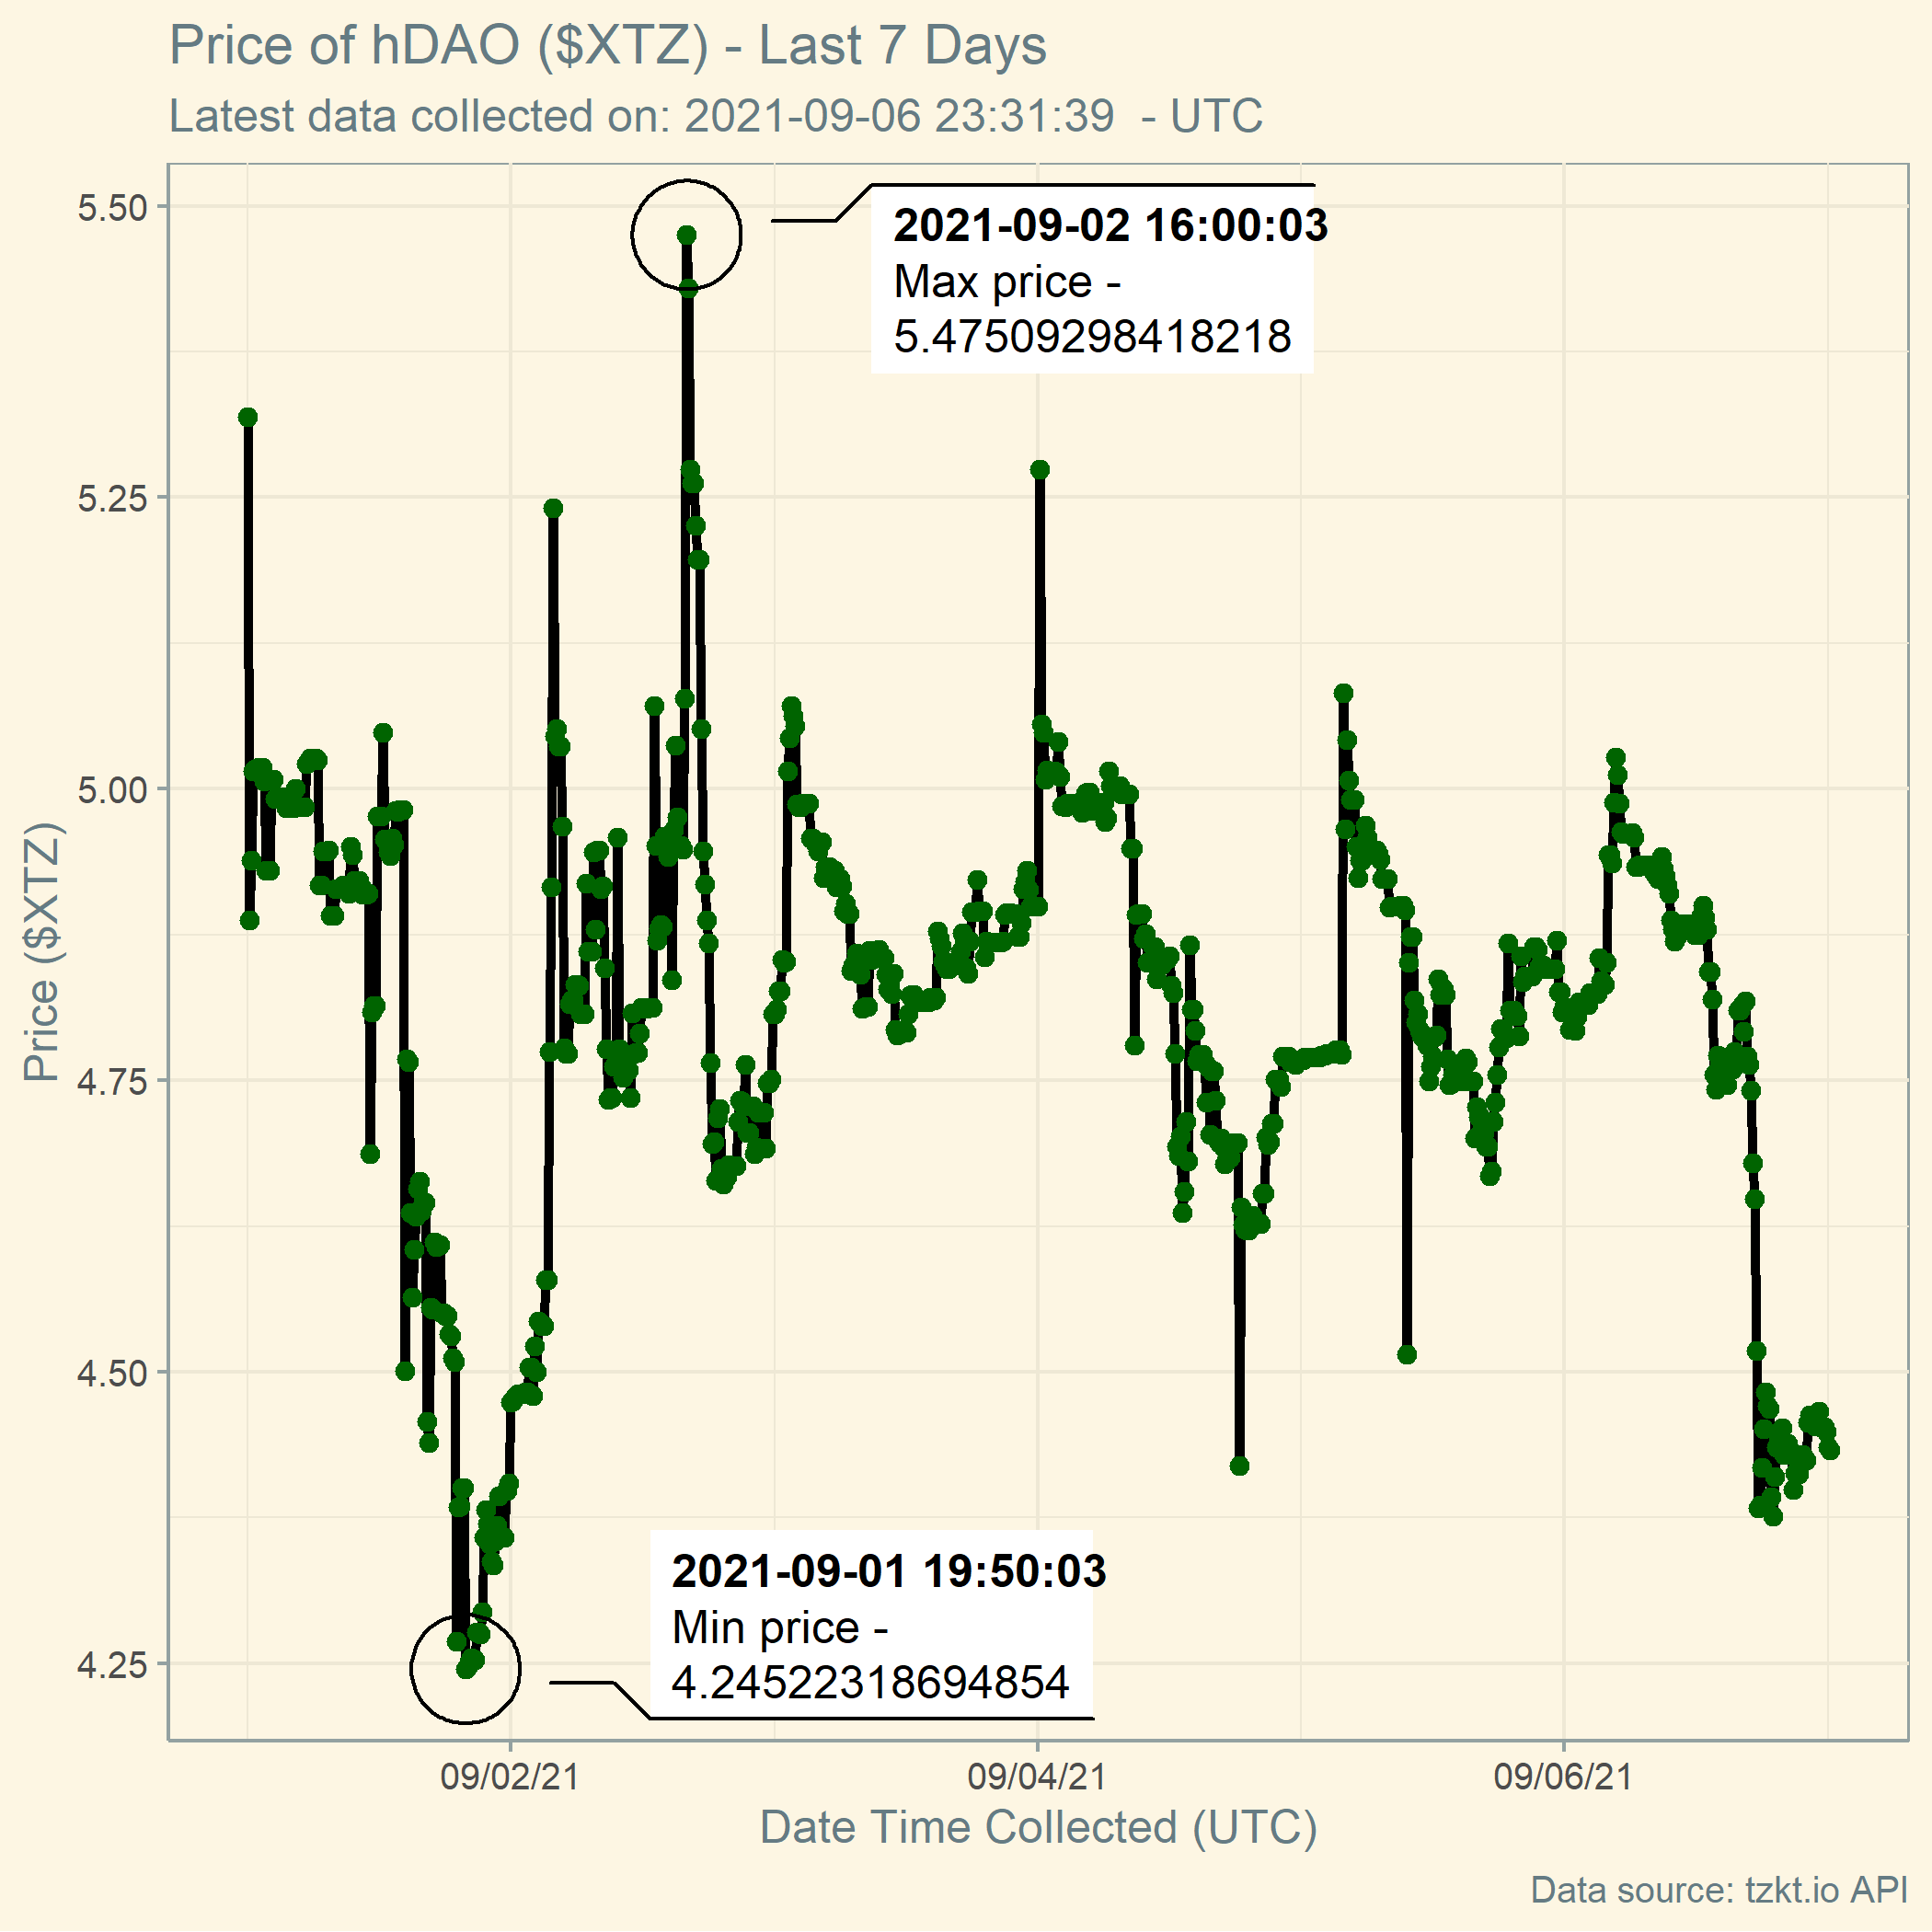 Price of hDAO ($XTZ) - Last 7 Days
Latest data collected on: 2021-09-06 23:31:39  - UTC
5.50
5.25
5.00
4.75
4.50
4.25
Price ($XTZ)
2021-09-02 16:00:03
Max price -
5.47509298418218
2021-09-01 19:50:03
Min price -
4.24522318694854
09/02/21
09/04/21
09/06/21
Date Time Collected (UTC)
Data source: tzkt.io API